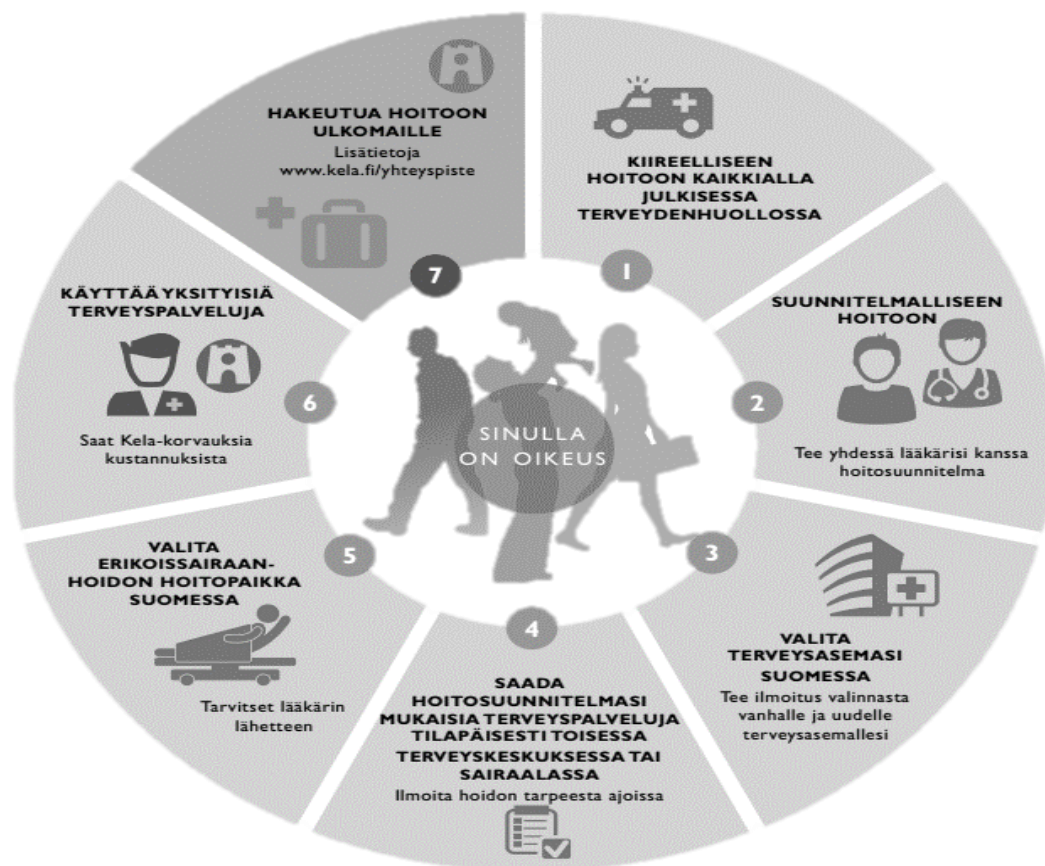 SINULLA
ON OIKEUS
1
KIIREELLISEEN
HOITOON KAIKKIALLA
JULKISESSA
TERVEYDENHUOLLOSSA
2
SUUNNITELMALLISEEN
HOITOON
Tee yhdessä lääkärisi kanssa
hoitosuunnitelma
3
VALITA
TERVEYSASEMASI
SUOMESSA
Tee ilmoitus valinnasta
vanhalle ja uudelle
terveysasemallesi
4
SAADA
HOITOSUUNNITELMASI
MUKAISIA TERVEYSPALVELUJA
TILAPÄISESTI TOISESSA
TERVEYSKESKUKSESSA TAI
SAIRAALASSA
Ilmoita hoidon tarpeesta ajoissa
5
VALITA
ERIKOISSAIRAAN-
HOIDON HOITOPAIKKA
SUOMESSA
Tarvitset lääkärin
lähetteen
6
KÄYTTÄÄ YKSITYISIÄ
TERVEYSPALVELUJA
Saat Kela-korvauksia
kustannuksista
7
HAKEUTUA HOITOON
ULKOMAILLE
Lisätietoja
www.kela.fi/yhteyspiste